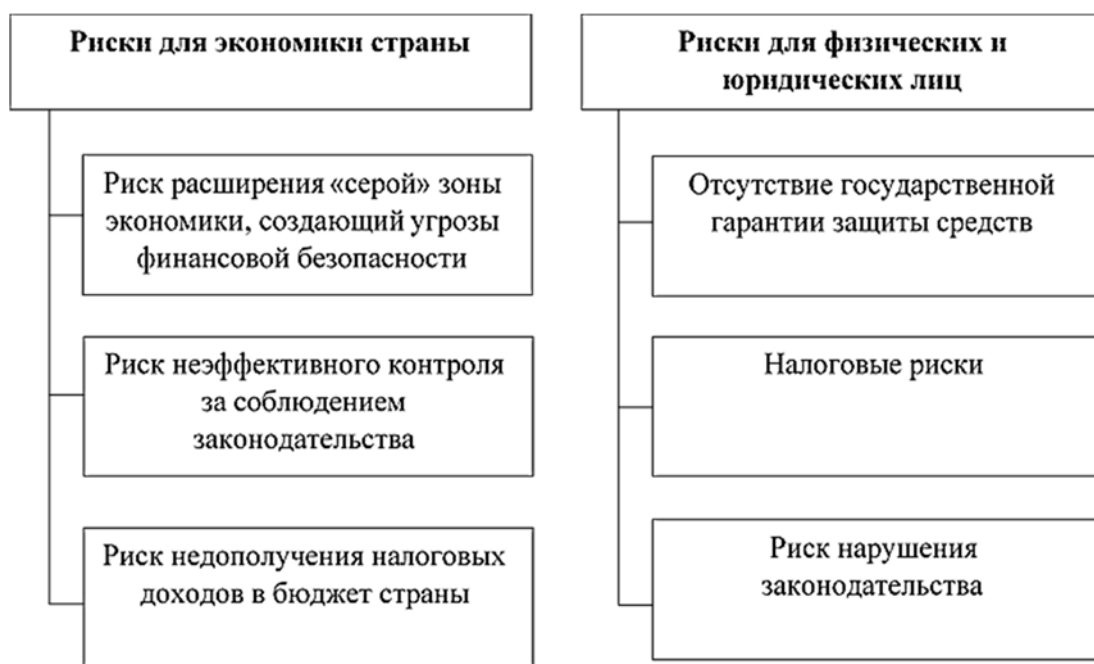 Риски для экономики страны
Риск расширения «серой» зоны
экономики, создающий угрозы
финансовой безопасности
Риск неэффективного контроля
за соблюдением
законодательства
Риск недополучения налоговых
доходов в бюджет страны
Риски для физических и
юридических лиц
Отсутствие государственной
гарантии защиты средств
Налоговые риски
Риск нарушения
законодательства